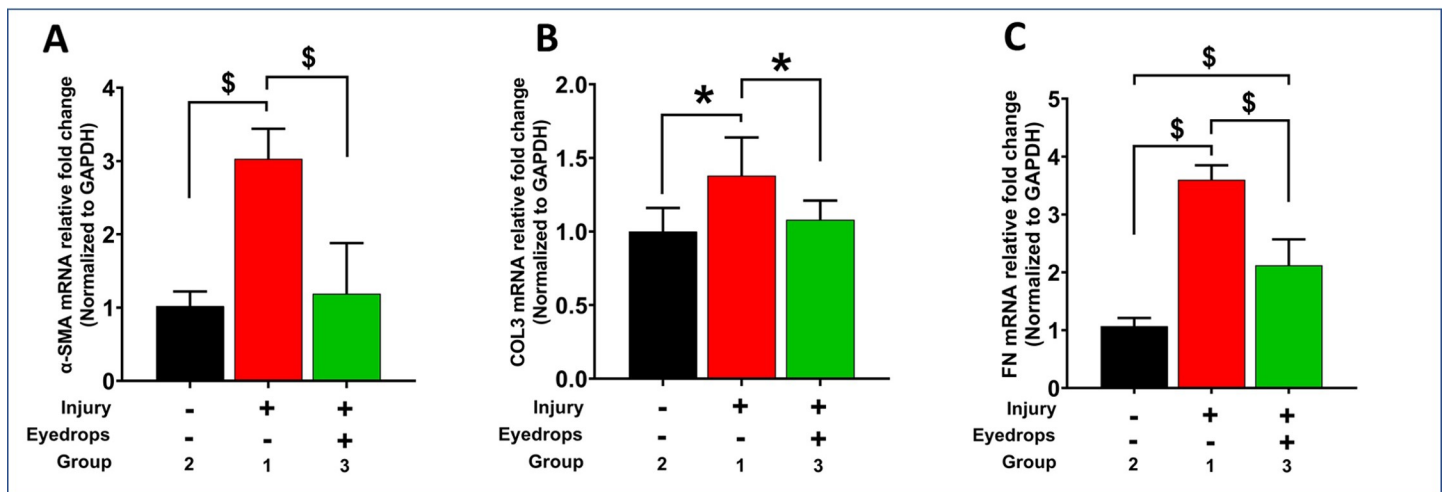 A
α-SMA mRNA relative fold change
(Normalized to GAPDH)
4
3
2
1
0
$
$
Injury - + +
Eyedrops - - +
Group 2 1 3
B
COL3 mRNA relative fold change
(Normalized to GAPDH)
2.0
1.5
1.0
0.5
0.0
*
*
Injury - + +
Eyedrops - - +
Group 2 1 3
C
FN mRNA relative fold change
(Normalized to GAPDH)
5
4
3
2
1
0
$
$
$
Injury - + +
Eyedrops - - +
Group 2 1 3